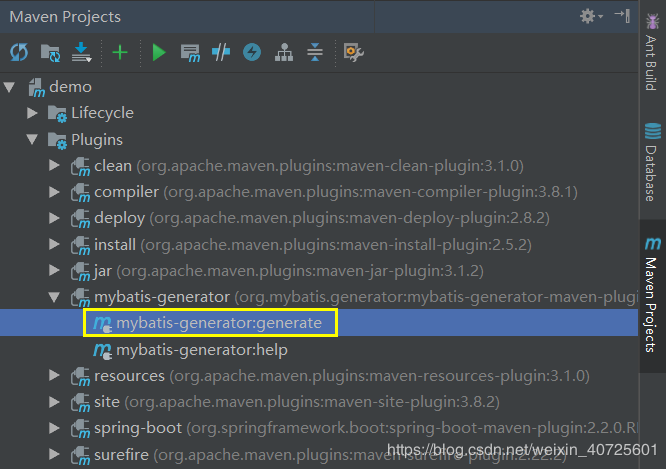 Maven Projects
demo
Lifecycle
Plugins
clean (org.apache.maven.plugins:maven-clean-plugin:3.1.0)
compiler (org.apache.maven.plugins:maven-compiler-plugin:3.8.1)
deploy (org.apache.maven.plugins:maven-deploy-plugin:2.8.2)
install (org.apache.maven.plugins:maven-install-plugin:2.5.2)
jar (org.apache.maven.plugins:maven-jar-plugin:3.1.2)
mybatis-generator (org.mybatis.generator:mybatis-generator-maven-plugi
mybatis-generator:generate
mybatis-generator:help
resources (org.apache.maven.plugins:maven-resources-plugin:3.1.0)
site (org.apache.maven.plugins:maven-site-plugin:3.8.2)
spring-boot (org.springframework.boot:spring-boot-maven-plugin:2.2.0.RI
surefire (org.apache.maven.plugins:maven-surefire-plugin:2.22.2)
https://blog.csdn.net/weixin_40725601
Ant Build
Database
Maven Projects